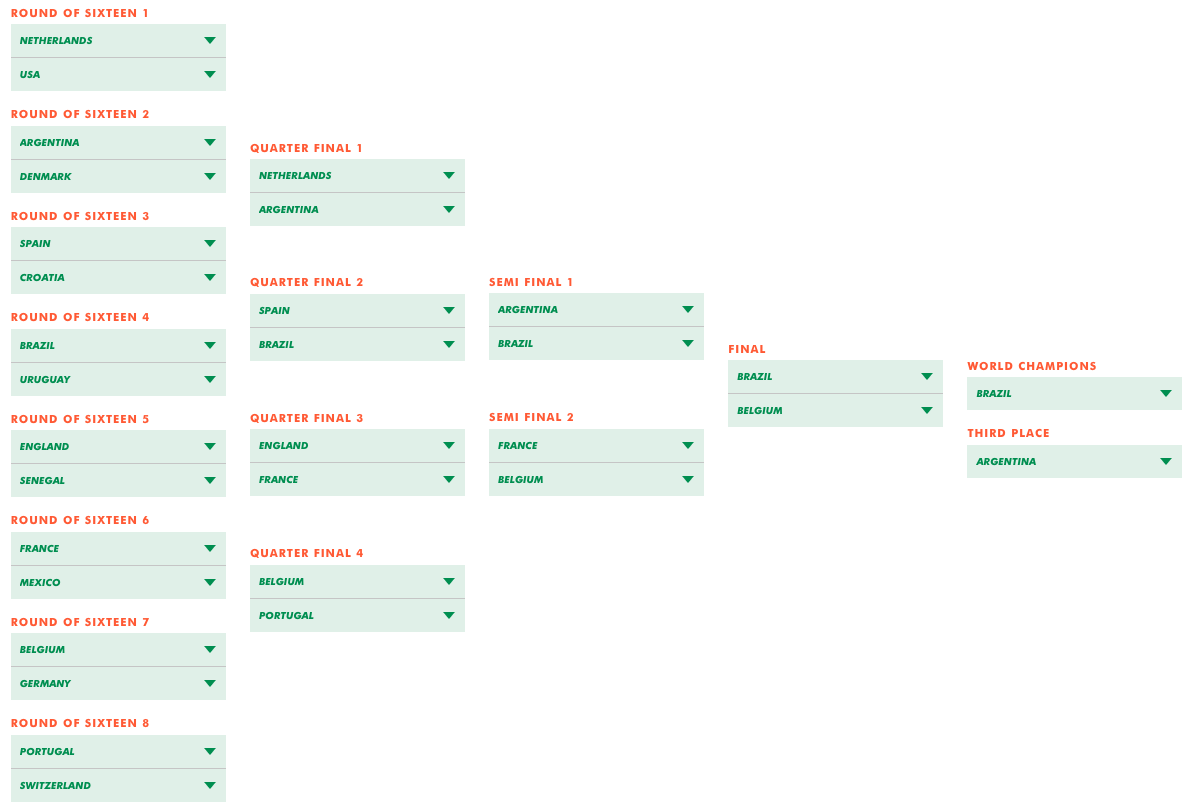 ROUND OF SIXTEEN 1
NETHERLANDS
USA
ROUND OF SIXTEEN 2
ARGENTINA
DENMARK
ROUND OF SIXTEEN 3
SPAIN
CROATIA
ROUND OF SIXTEEN 4
BRAZIL
URUGUAY
ROUND OF SIXTEEN 5
ENGLAND
SENEGAL
ROUND OF SIXTEEN 6
FRANCE
MEXICO
ROUND OF SIXTEEN 7
BELGIUM
GERMANY
ROUND OF SIXTEEN 8
PORTUGAL
SWITZERLAND
QUARTER FINAL 1
NETHERLANDS
ARGENTINA
QUARTER FINAL 2
SPAIN
BRAZIL
QUARTER FINAL 3
ENGLAND
FRANCE
QUARTER FINAL 4
BELGIUM
PORTUGAL
SEMI FINAL 1
ARGENTINA
BRAZIL
SEMI FINAL 2
FRANCE
BELGIUM
FINAL
BRAZIL
BELGIUM
WORLD CHAMPIONS
BRAZIL
THIRD PLACE
ARGENTINA